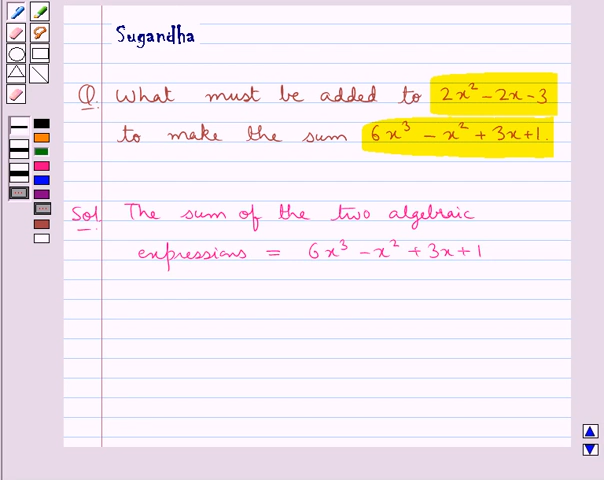 Sugandha
Q. What must be added to 2x² - 2x - 3
to make the sum 6x³ - x² + 3x + 1.
Sol. The sum of the two algebraic
expressions = 6x³ - x² + 3x + 1